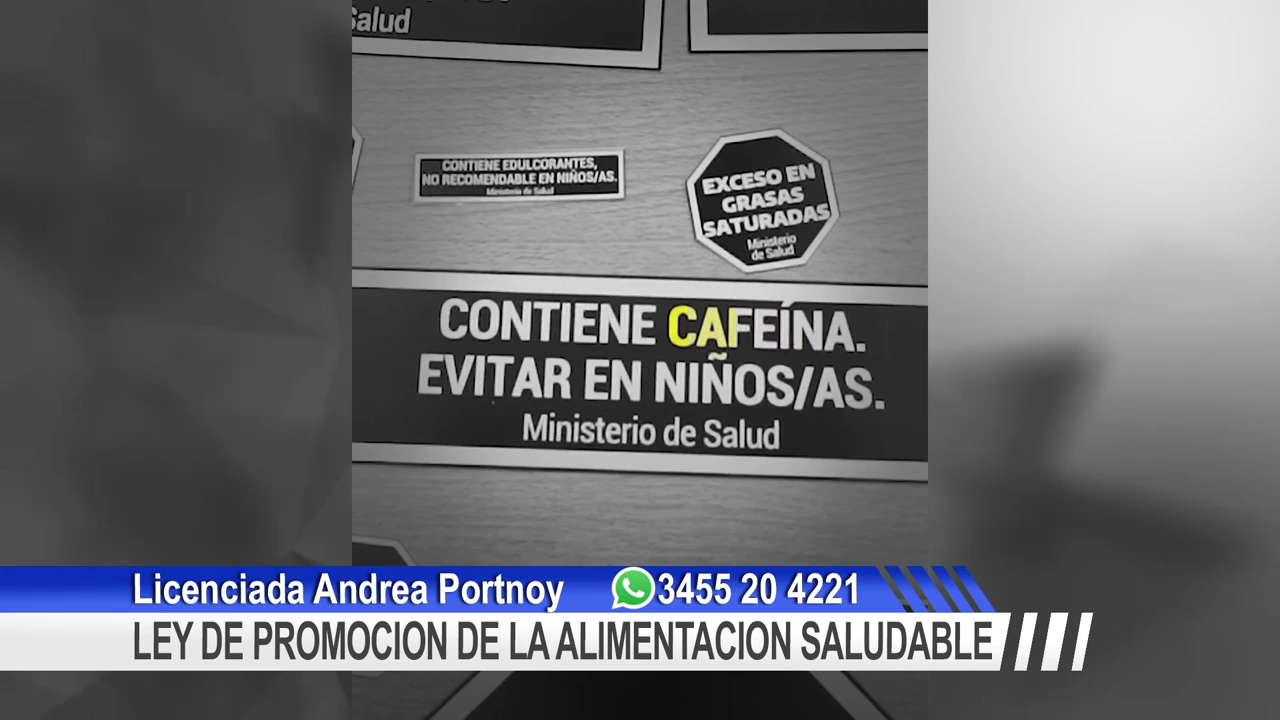 Salud
CONTIENE EDULCORANTES,
NO RECOMENDABLE EN NIÑOS/AS.
Ministerio de Salud
EXCESO EN
GRASAS
SATURADAS
Ministerio
de Salud
CONTIENE CAFEÍNA.
EVITAR EN NIÑOS/AS.
Ministerio de Salud
Licenciada Andrea Portnoy 3455 20 4221
LEY DE PROMOCION DE LA ALIMENTACION SALUDABLE